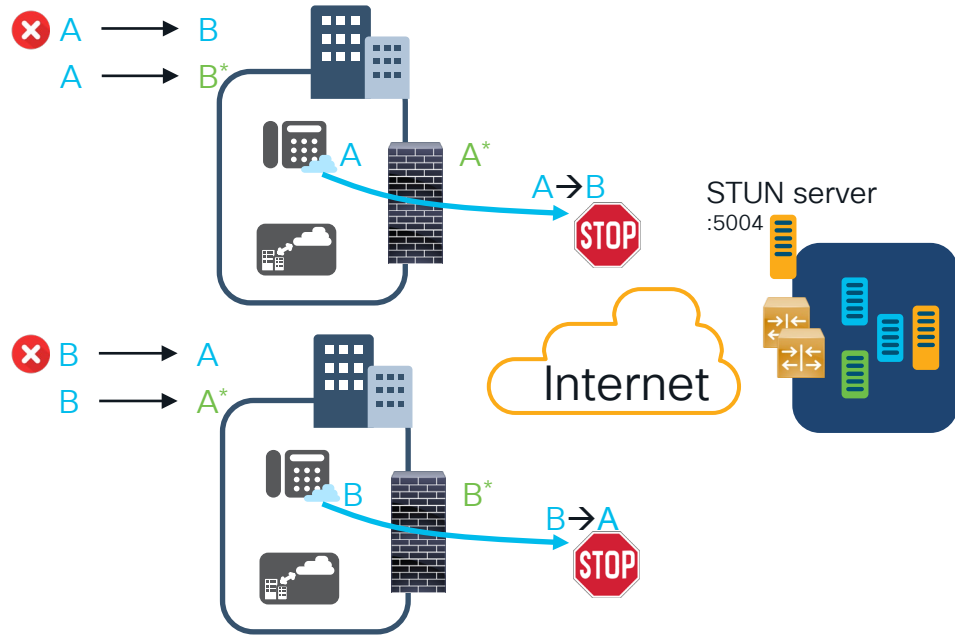 A → B
A → B*
A
A*
A→B
STOP
STUN server
:5004
Internet
B → A
B → A*
B
B*
B→A
STOP